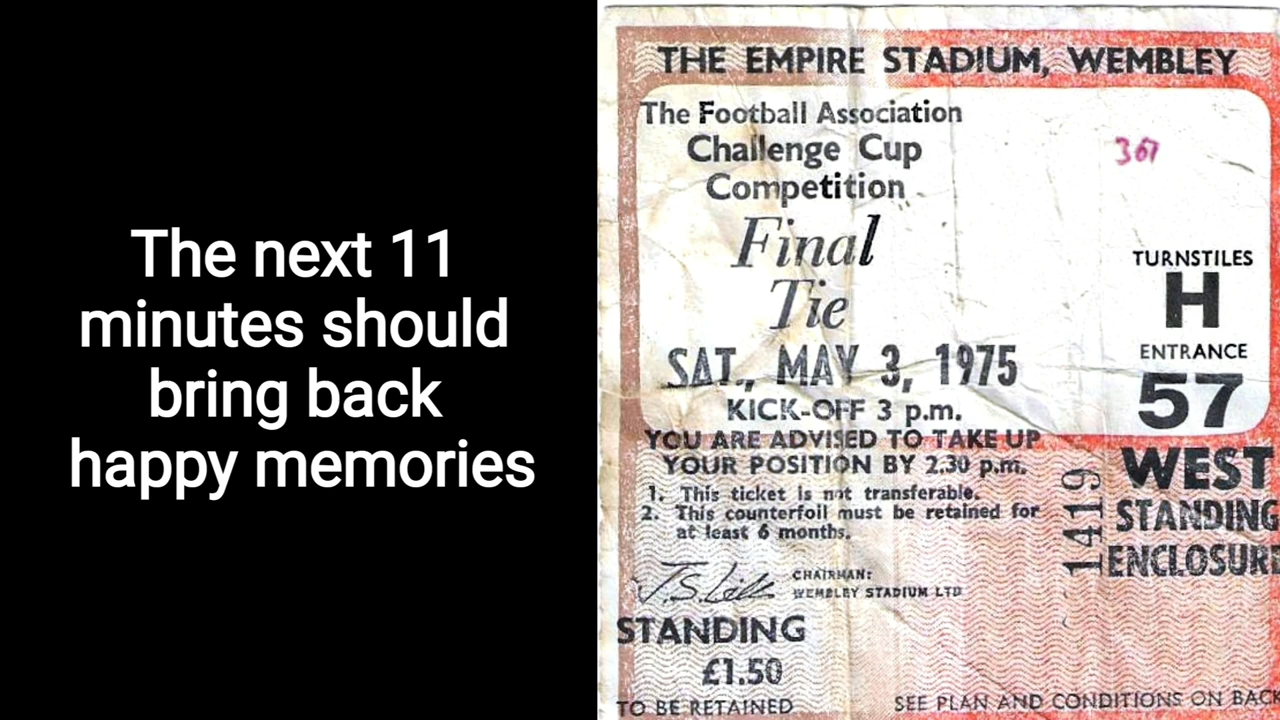 The next 11
minutes should
bring back
happy memories
THE EMPIRE STADIUM, WEMBLEY
The Football Association
Challenge Cup
Competition
Final
Tie
SAT., MAY 3, 1975
KICK-OFF 3 p.m.
YOU ARE ADVISED TO TAKE UP
YOUR POSITION BY 2.30 p.m.
1. This ticket is not transferable.
2. This counterfoil must be retained for
at least 6 months.
CHAIRMAN:
WEMBLEY STADIUM LTD
STANDING
£1.50
TO BE RETAINED
367
TURNSTILES
H
ENTRANCE
57
WEST
STANDING
ENCLOSURE
1419
SEE PLAN AND CONDITIONS ON BACK